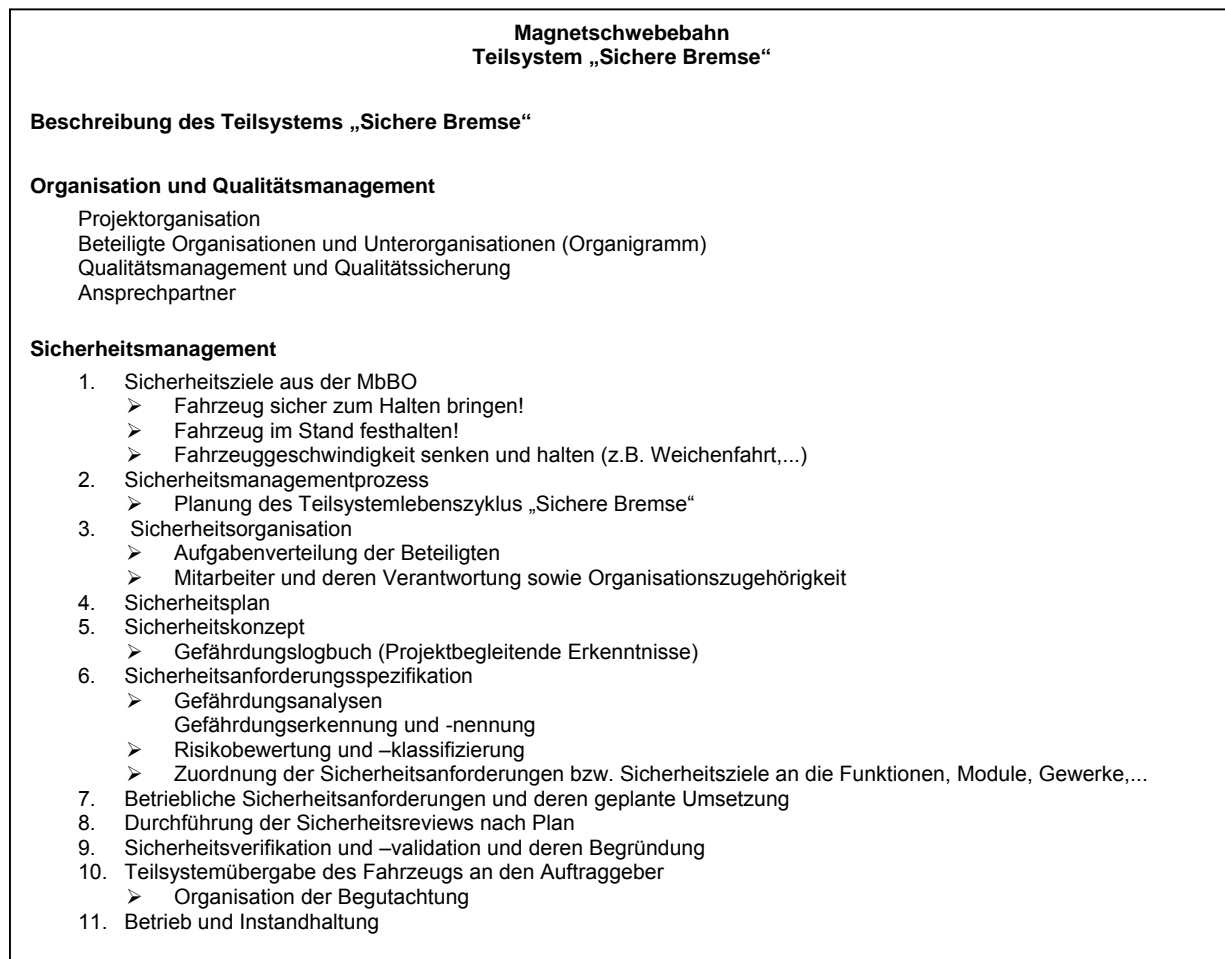 Magnetschwebebahn
Teilsystem „Sichere Bremse“
Beschreibung des Teilsystems „Sichere Bremse“
Organisation und Qualitätsmanagement
Projektorganisation
Beteiligte Organisationen und Unterorganisationen (Organigramm)
Qualitätsmanagement und Qualitätssicherung
Ansprechpartner
Sicherheitsmanagement
1. Sicherheitsziele aus der MbBO
➢ Fahrzeug sicher zum Halten bringen!
➢ Fahrzeug im Stand festhalten!
➢ Fahrzeuggeschwindigkeit senken und halten (z.B. Weichenfahrt,...)
2. Sicherheitsmanagementprozess
➢ Planung des Teilsystemlebenszyklus „Sichere Bremse“
3. Sicherheitsorganisation
➢ Aufgabenverteilung der Beteiligten
➢ Mitarbeiter und deren Verantwortung sowie Organisationszugehörigkeit
4. Sicherheitsplan
5. Sicherheitskonzept
➢ Gefährdungslogbuch (Projektbegleitende Erkenntnisse)
6. Sicherheitsanforderungsspezifikation
➢ Gefährdungsanalysen
Gefährdungserkennung und -nennung
➢ Risikobewertung und –klassifizierung
➢ Zuordnung der Sicherheitsanforderungen bzw. Sicherheitsziele an die Funktionen, Module, Gewerke,...
7. Betriebliche Sicherheitsanforderungen und deren geplante Umsetzung
8. Durchführung der Sicherheitsreviews nach Plan
9. Sicherheitsverifikation und –validation und deren Begründung
10. Teilsystemübergabe des Fahrzeugs an den Auftraggeber
➢ Organisation der Begutachtung
11. Betrieb und Instandhaltung